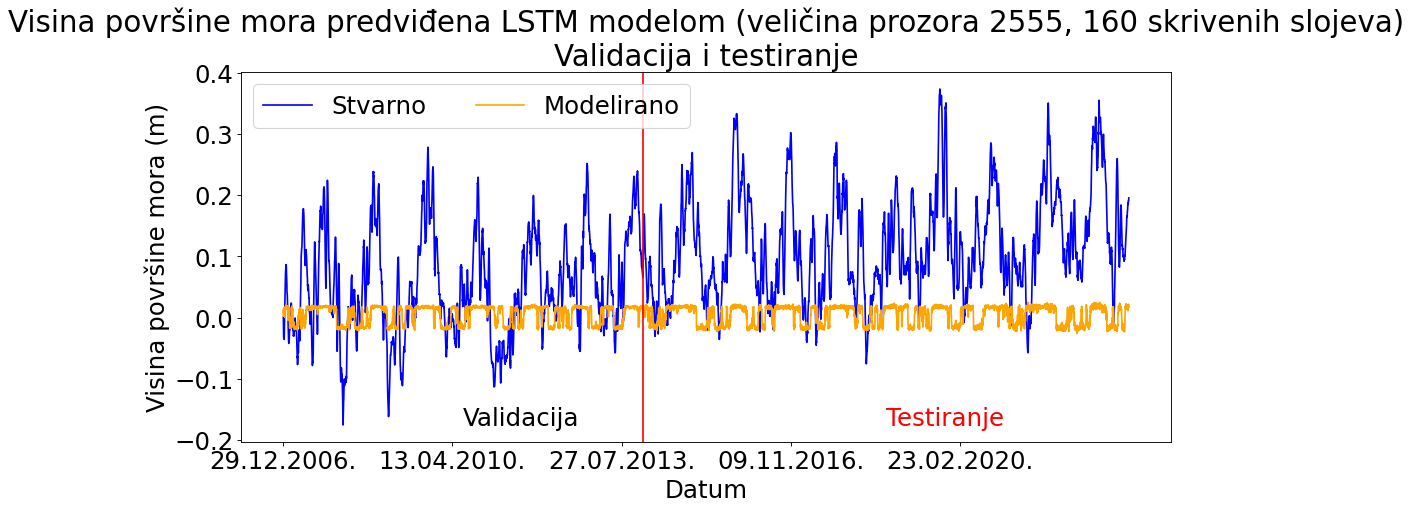 Visina površine mora predviđena LSTM modelom (veličina prozora 2555, 160 skrivenih slojeva)
Validacija i testiranje
Stvarno
Modelirano
Visina površine mora (m)
0.4
0.3
0.2
0.1
0.0
−0.1
−0.2
Validacija
Testiranje
29.12.2006.
13.04.2010.
27.07.2013.
09.11.2016.
23.02.2020.
Datum